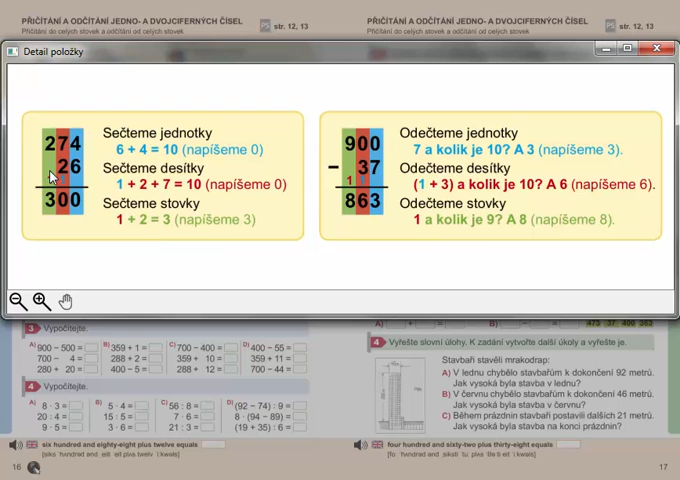 PŘIČÍTÁNÍ A ODČÍTÁNÍ JEDNO- A DVOJCIFERNÝCH ČÍSEL
Přičítání do celých stovek a odčítání od celých stovek
str. 12, 13
PŘIČÍTÁNÍ A ODČÍTÁNÍ JEDNO- A DVOJCIFERNÝCH ČÍSEL
Přičítání do celých stovek a odčítání od celých stovek
str. 12, 13
Detail položky
274
26
300
Sečteme jednotky
6 + 4 = 10 (napíšeme 0)
Sečteme desítky
1 + 2 + 7 = 10 (napíšeme 0)
Sečteme stovky
1 + 2 = 3 (napíšeme 3)
900
− 37
1
863
Odečteme jednotky
7 a kolik je 10? A 3 (napíšeme 3).
Odečteme desítky
(1 + 3) a kolik je 10? A 6 (napíšeme 6).
Odečteme stovky
1 a kolik je 9? A 8 (napíšeme 8).
3 Vypočítejte.
A) 900 − 500 =
700 − 4 =
280 + 20 =
B) 359 + 1 =
288 + 2 =
400 − 5 =
C) 700 − 400 =
359 + 10 =
288 + 12 =
D) 400 − 55 =
359 + 11 =
700 − 44 =
4 Vypočítejte.
A) 8 · 3 =
20 : 4 =
9 · 5 =
B) 5 · 4 =
15 : 5 =
3 · 6 =
C) 56 : 8 =
7 · 6 =
21 : 3 =
D) (92 − 74) : 9 =
8 · (94 − 89) =
(19 + 35) : 6 =
six hundred and eighty-eight plus twelve equals
16
A) + =
B) − =
473 37 406 363
4 Vyřešte slovní úlohy. K zadání vytvořte další úkoly a vyřešte je.
Stavbaři stavěli mrakodrap:
A) V lednu chybělo stavbařům k dokončení 92 metrů.
Jak vysoká byla stavba v lednu?
B) V červnu chybělo stavbařům k dokončení 46 metrů.
Jak vysoká byla stavba v červnu?
C) Během prázdnin stavbaři postavili dalších 21 metrů.
Jak vysoká byla stavba na konci prázdnin?
four hundred and sixty-two plus thirty-eight equals
17